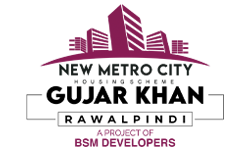 NEW METRO CITY
HOUSING SCHEME
GUJAR KHAN
RAWALPINDI
A PROJECT OF
BSM DEVELOPERS